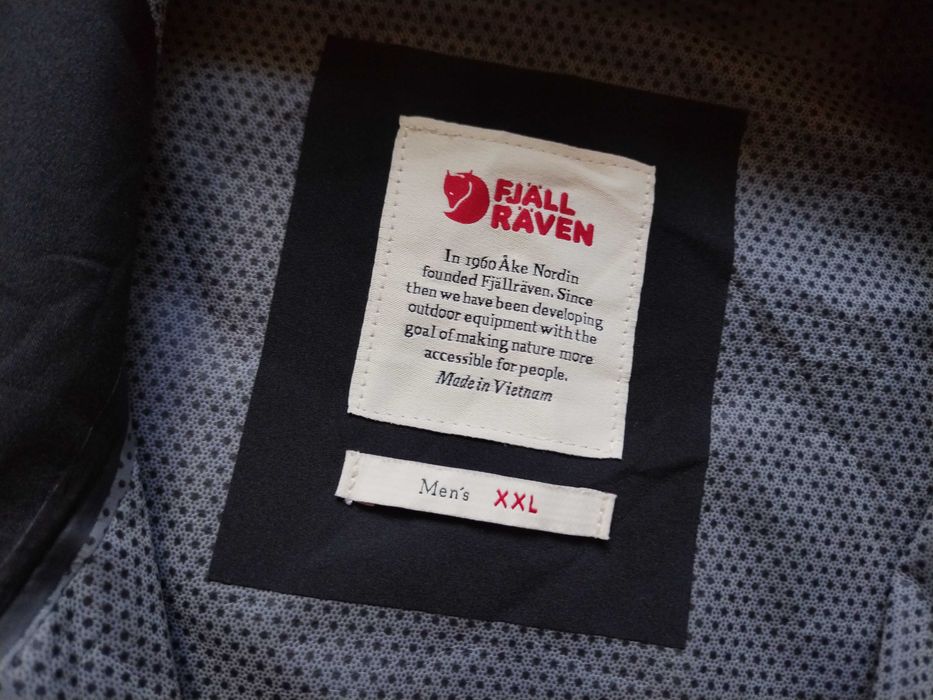 FJÄLL
RÄVEN
In 1960 Åke Nordin
founded Fjällräven. Since
then we have been developing
outdoor equipment with the
goal of making nature more
accessible for people.
Made in Vietnam
Men's XXL